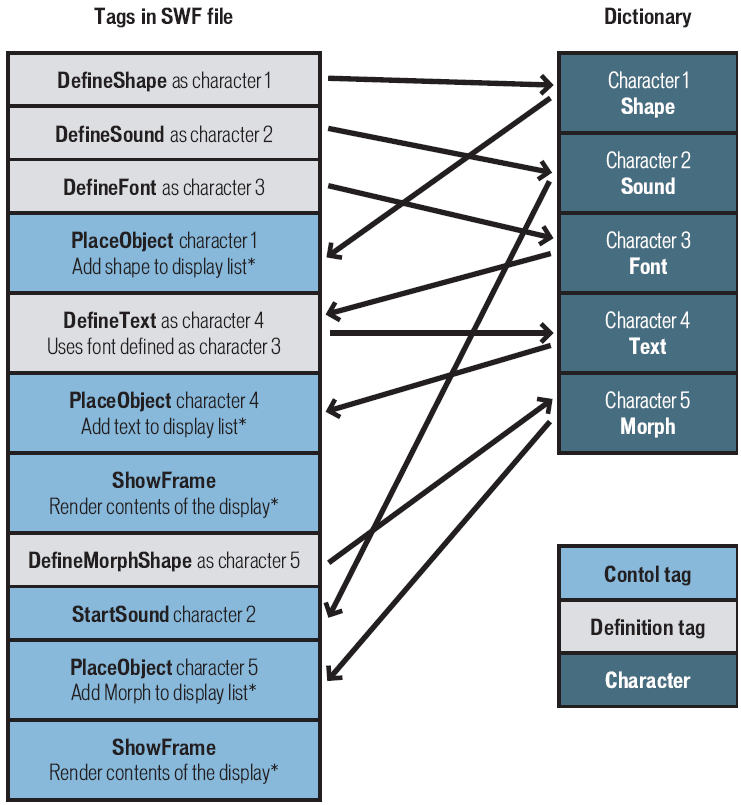 Tags in SWF file
DefineShape as character 1
DefineSound as character 2
DefineFont as character 3
PlaceObject character 1
Add shape to display list*
DefineText as character 4
Uses font defined as character 3
PlaceObject character 4
Add text to display list*
ShowFrame
Render contents of the display*
DefineMorphShape as character 5
StartSound character 2
PlaceObject character 5
Add Morph to display list*
ShowFrame
Render contents of the display*
Dictionary
Character 1
Shape
Character 2
Sound
Character 3
Font
Character 4
Text
Character 5
Morph
Contol tag
Definition tag
Character